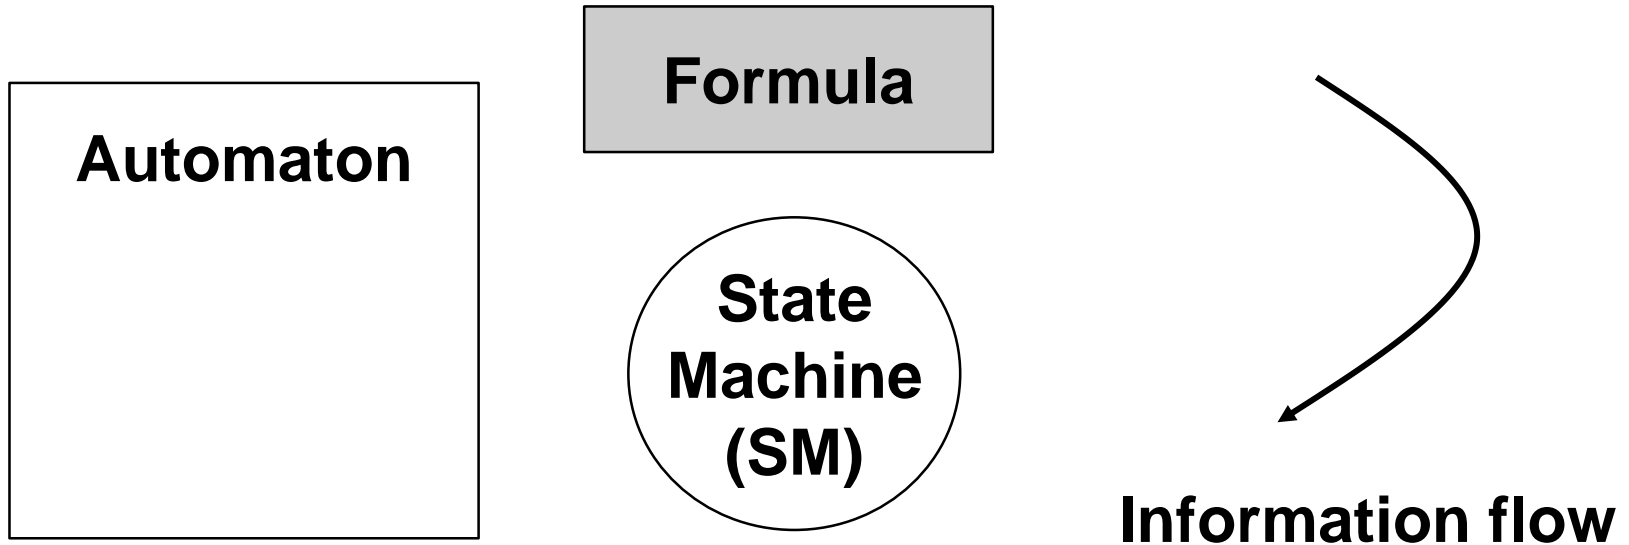 Automaton
Formula
State
Machine
(SM)
Information flow